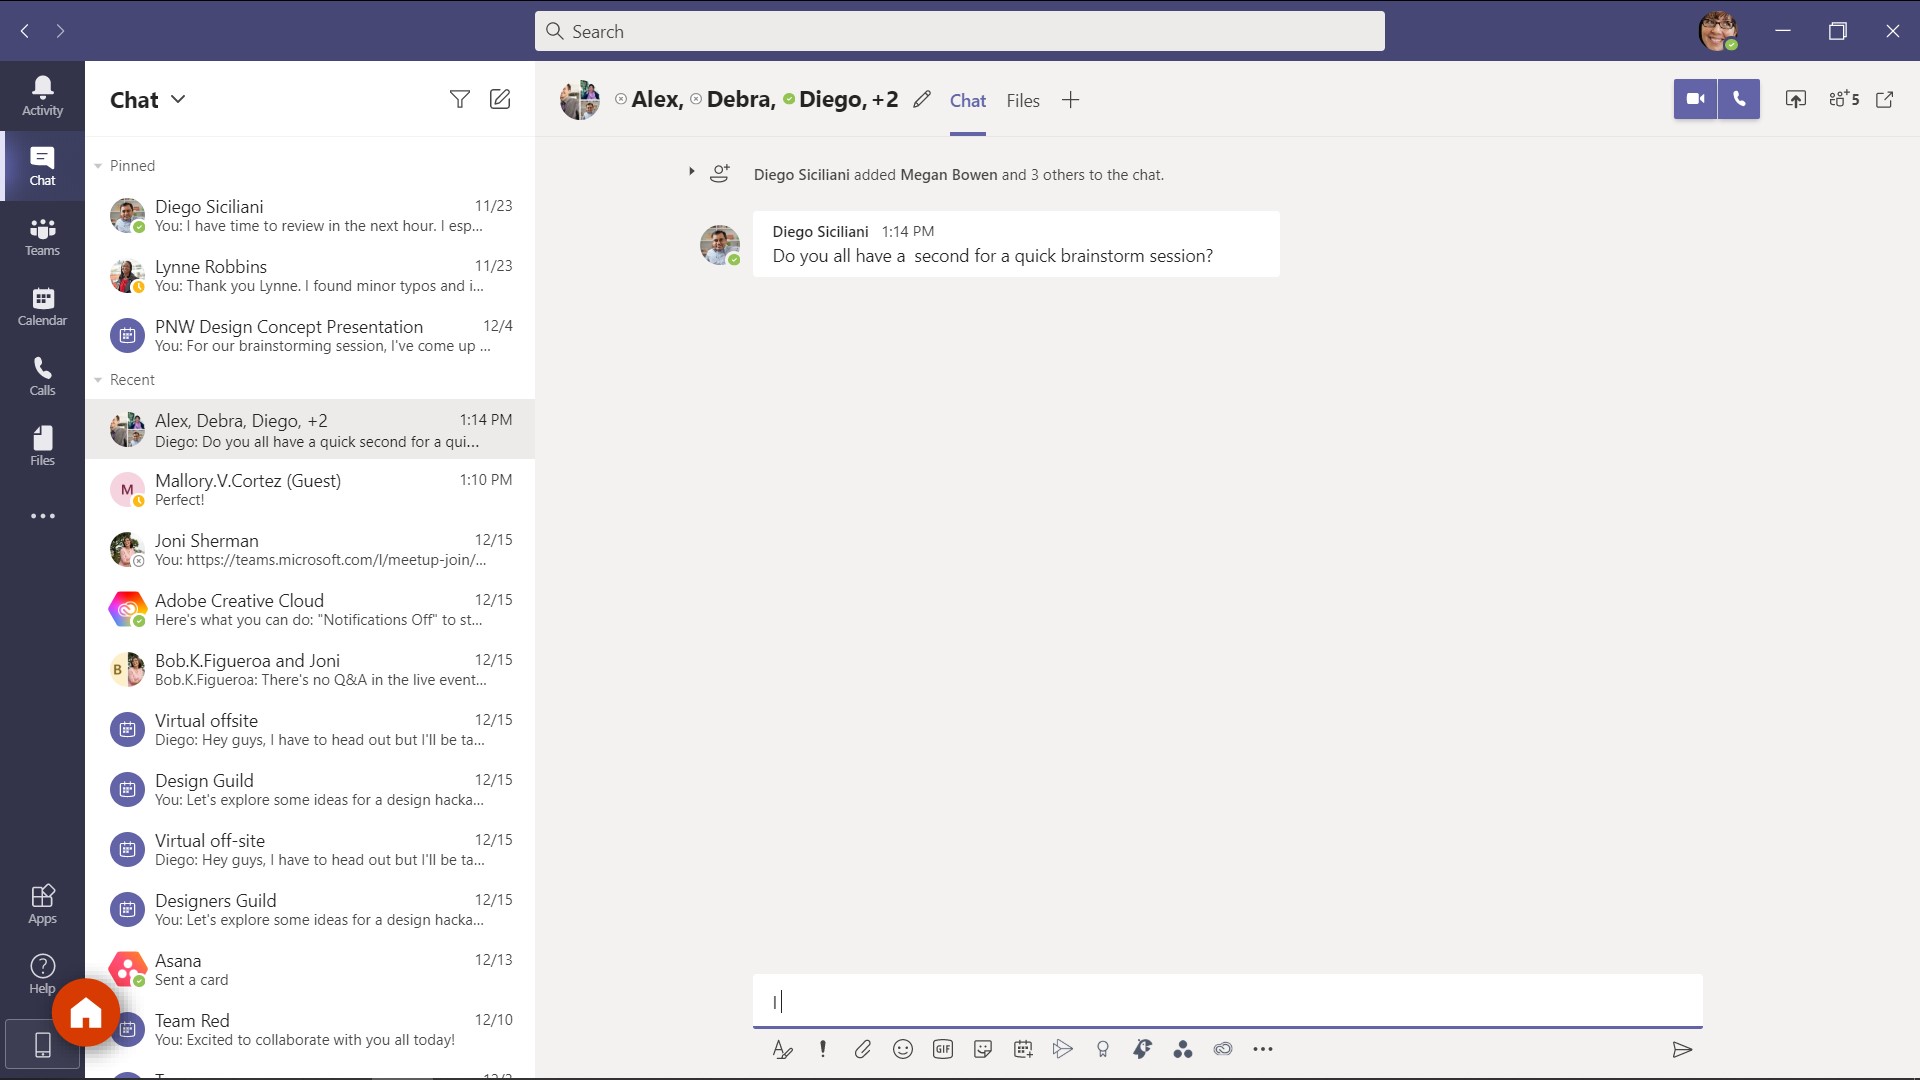 Search
Activity
Chat
Teams
Calendar
Calls
Files
Apps
Help
Chat
Pinned
Diego Siciliani 11/23
You: I have time to review in the next hour. I esp...
Lynne Robbins 11/23
You: Thank you Lynne. I found minor typos and i...
PNW Design Concept Presentation 12/4
You: For our brainstorming session, I've come up ...
Recent
Alex, Debra, Diego, +2 1:14 PM
Diego: Do you all have a quick second for a qui...
M
Mallory.V.Cortez (Guest) 1:10 PM
Perfect!
Joni Sherman 12/15
You: https://teams.microsoft.com/l/meetup-join/...
Adobe Creative Cloud 12/15
Here's what you can do: "Notifications Off" to st...
B
Bob.K.Figueroa and Joni 12/15
Bob.K.Figueroa: There's no Q&A in the live event...
Virtual offsite 12/15
Diego: Hey guys, I have to head out but I'll be ta...
Design Guild 12/15
You: Let's explore some ideas for a design hacka...
Virtual off-site 12/15
Diego: Hey guys, I have to head out but I'll be ta...
Designers Guild 12/15
You: Let's explore some ideas for a design hacka...
Asana 12/13
Sent a card
Team Red 12/10
You: Excited to collaborate with you all today!
Alex, Debra, Diego, +2 Chat Files 5
Diego Siciliani added Megan Bowen and 3 others to the chat.
Diego Siciliani 1:14 PM
Do you all have a second for a quick brainstorm session?
I
GIF